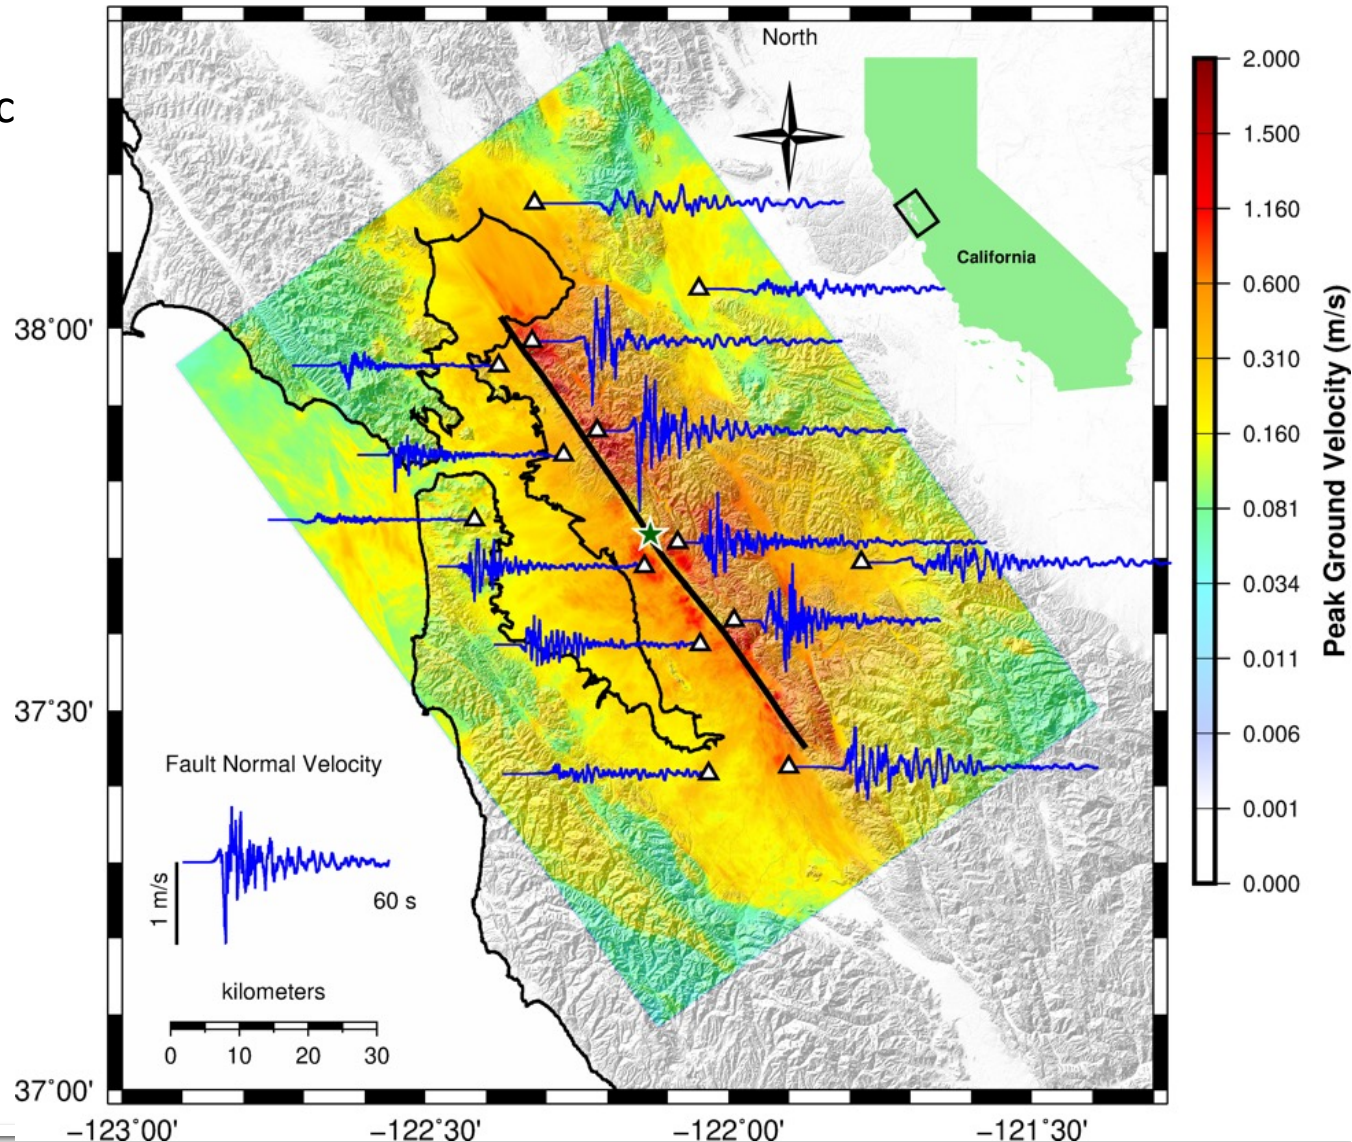 c
North
California
38°00'
37°30'
37°00'
−123°00'
−122°30'
−122°00'
−121°30'
Fault Normal Velocity
1 m/s
60 s
kilometers
0 10 20 30
2.000
1.500
1.160
0.600
0.310
0.160
0.081
0.034
0.011
0.006
0.001
0.000
Peak Ground Velocity (m/s)